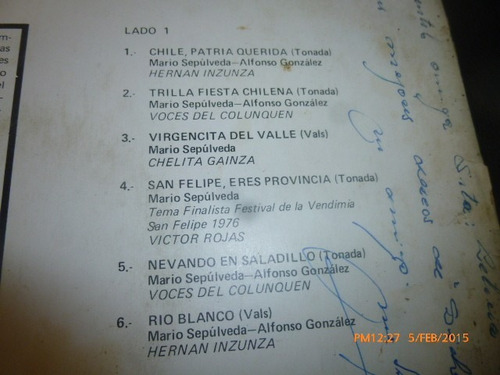 LADO 1
1.- CHILE, PATRIA QUERIDA (Tonada)
Mario Sepúlveda—Alfonso González
HERNAN INZUNZA
2.- TRILLA FIESTA CHILENA (Tonada)
Mario Sepúlveda—Alfonso González
VOCES DEL COLUNQUEN
3.- VIRGENCITA DEL VALLE (Vals)
Mario Sepúlveda
CHELITA GAINZA
4.- SAN FELIPE, ERES PROVINCIA (Tonada)
Mario Sepúlveda
Tema Finalista Festival de la Vendimia
San Felipe 1976
VICTOR ROJAS
5.- NEVANDO EN SALADILLO (Tonada)
Mario Sepúlveda—Alfonso González
VOCES DEL COLUNQUEN
6.- RIO BLANCO (Vals)
Mario Sepúlveda—Alfonso González
HERNAN INZUNZA
PM12:27 5/FEB/2015